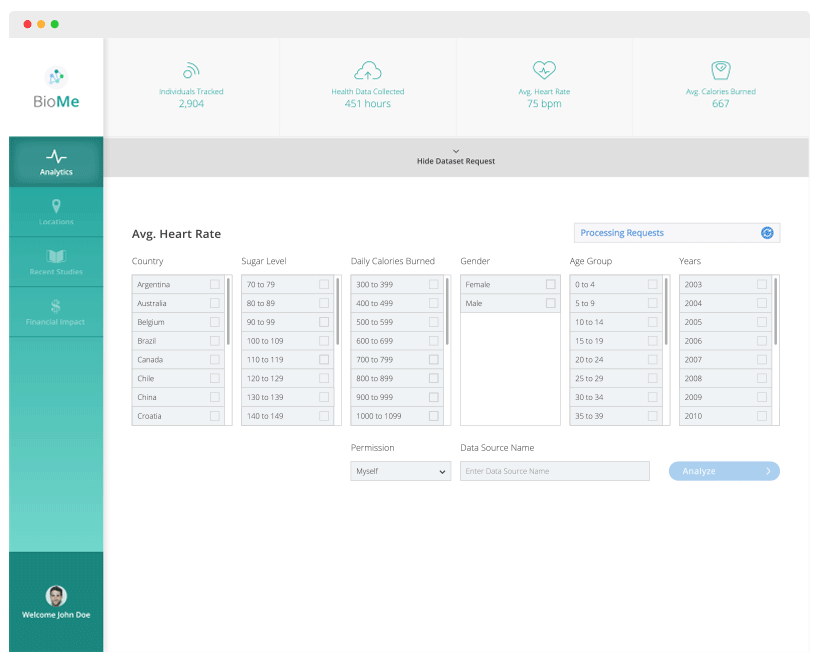 BioMe
Individuals Tracked
2,904
Health Data Collected
451 hours
Avg. Heart Rate
75 bpm
Avg. Calories Burned
667
Analytics
Locations
Recent Studies
Financial Impact
Welcome John Doe
Hide Dataset Request
Avg. Heart Rate
Processing Requests
Country
Argentina
Australia
Belgium
Brazil
Canada
Chile
China
Croatia
Sugar Level
70 to 79
80 to 89
90 to 99
100 to 109
110 to 119
120 to 129
130 to 139
140 to 149
Daily Calories Burned
300 to 399
400 to 499
500 to 599
600 to 699
700 to 799
800 to 899
900 to 999
1000 to 1099
Gender
Female
Male
Age Group
0 to 4
5 to 9
10 to 14
15 to 19
20 to 24
25 to 29
30 to 34
35 to 39
Years
2003
2004
2005
2006
2007
2008
2009
2010
Permission
Myself
Data Source Name
Enter Data Source Name
Analyze